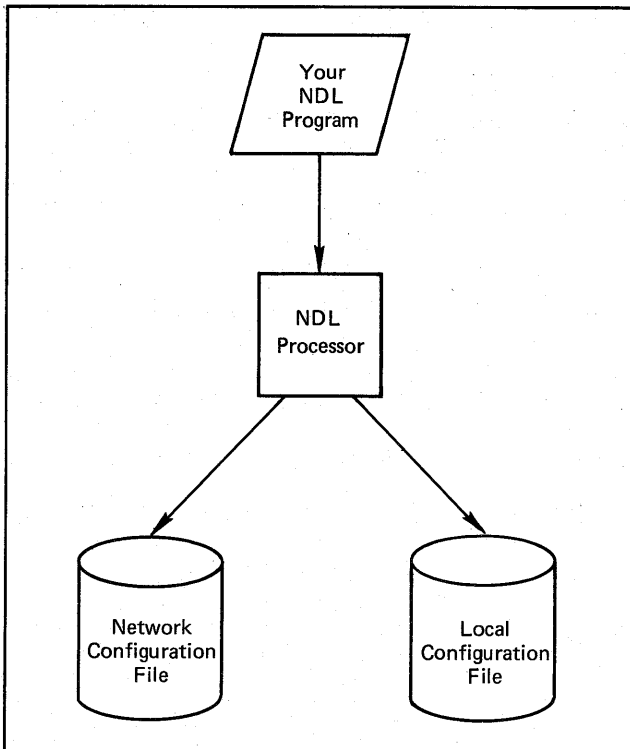 Your
NDL
Program
NDL
Processor
Network
Configuration
File
Local
Configuration
File